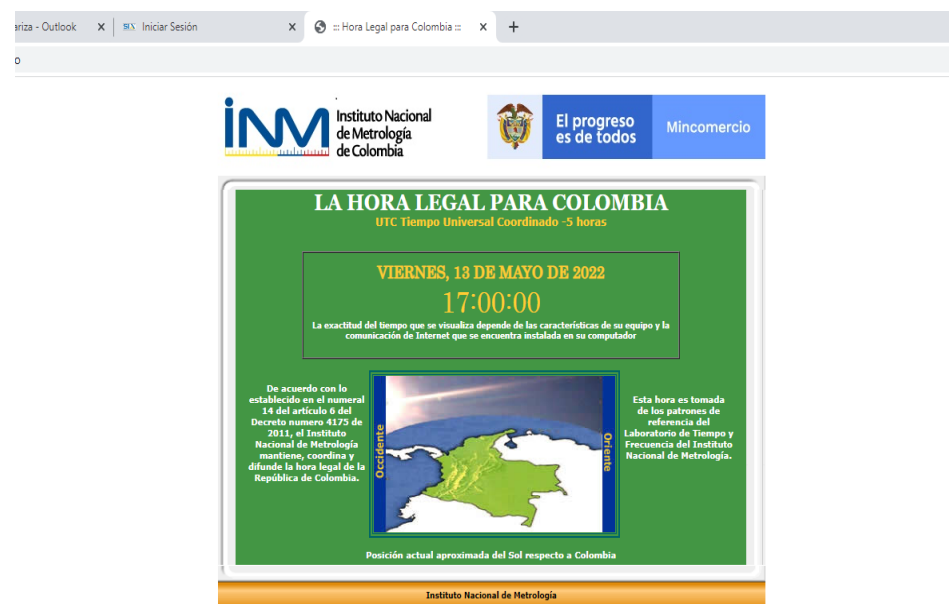 ariza - Outlook
Iniciar Sesión
::: Hora Legal para Colombia :::
o
INM
Instituto Nacional
de Metrología
de Colombia
El progreso
es de todos
Mincomercio
LA HORA LEGAL PARA COLOMBIA
UTC Tiempo Universal Coordinado -5 horas
VIERNES, 13 DE MAYO DE 2022
17:00:00
La exactitud del tiempo que se visualiza depende de las características de su equipo y la
comunicación de Internet que se encuentra instalada en su computador
De acuerdo con lo
establecido en el numeral
14 del artículo 6 del
Decreto numero 4175 de
2011, el Instituto
Nacional de Metrología
mantiene, coordina y
difunde la hora legal de la
República de Colombia.
Occidente
Oriente
Esta hora es tomada
de los patrones de
referencia del
Laboratorio de Tiempo y
Frecuencia del Instituto
Nacional de Metrología.
Posición actual aproximada del Sol respecto a Colombia
Instituto Nacional de Metrología